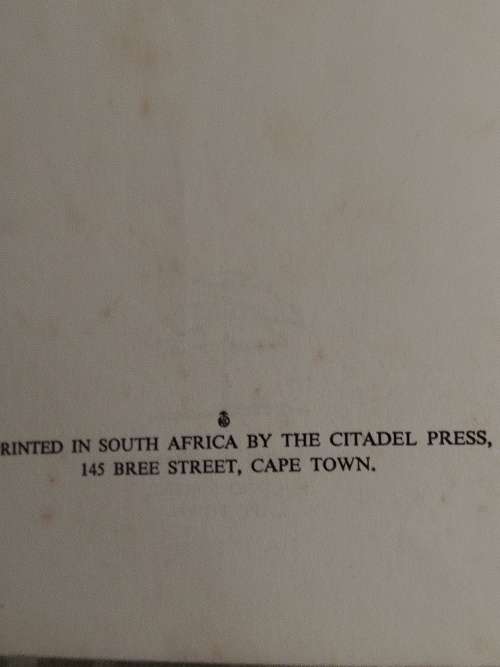 RINTED IN SOUTH AFRICA BY THE CITADEL PRESS,
145 BREE STREET, CAPE TOWN.